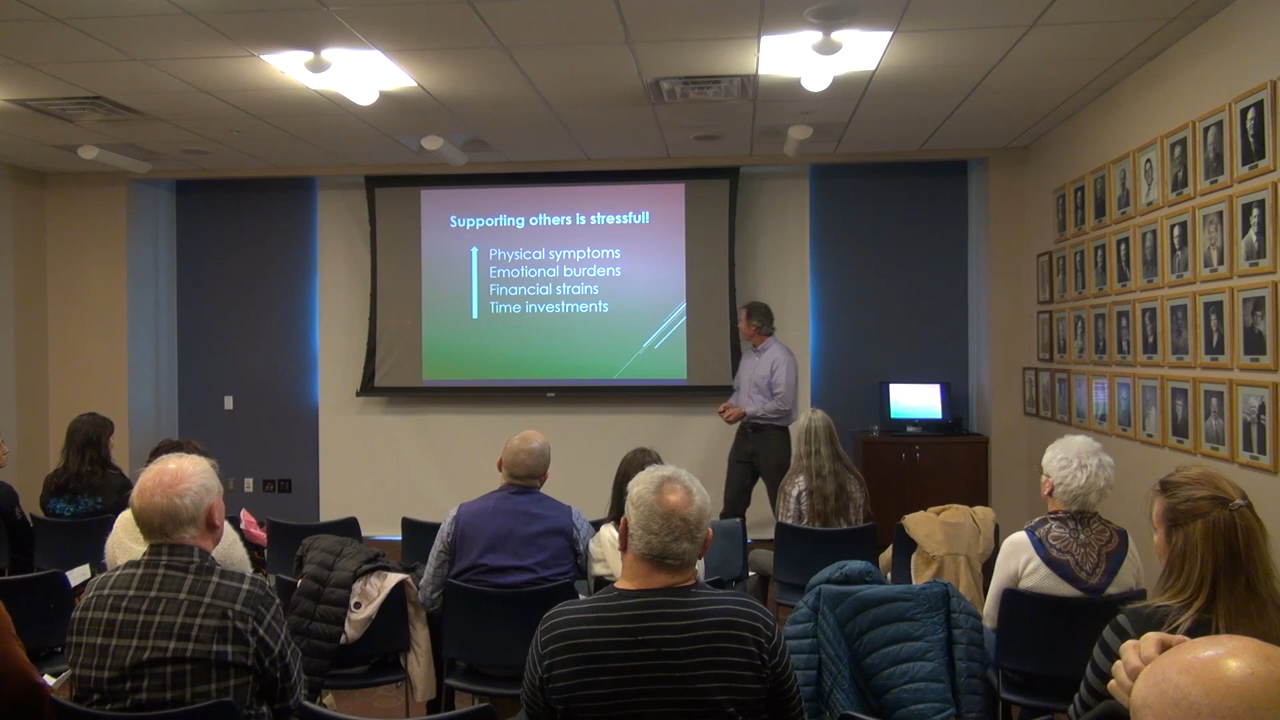 Supporting others is stressful!
Physical symptoms
Emotional burdens
Financial strains
Time investments